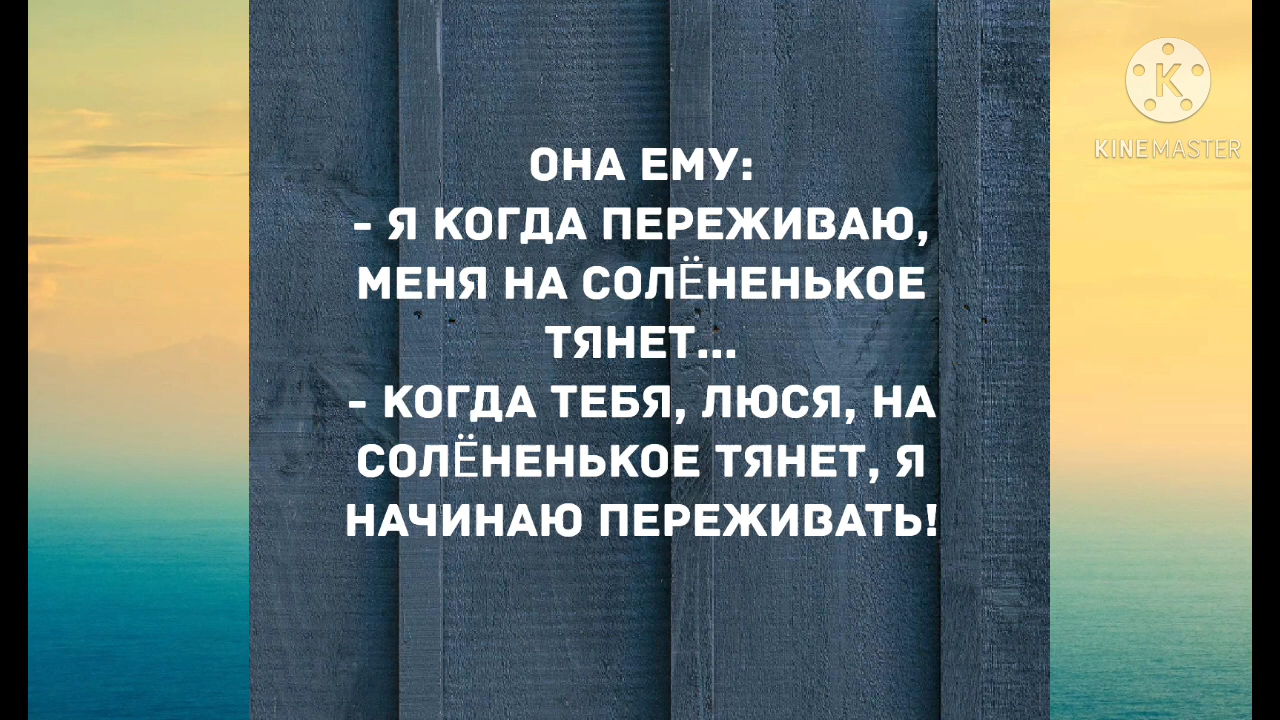 ОНА ЕМУ:
- Я КОГДА ПЕРЕЖИВАЮ,
МЕНЯ НА СОЛЁНЕНЬКОЕ
ТЯНЕТ...
- КОГДА ТЕБЯ, ЛЮСЯ, НА
СОЛЁНЕНЬКОЕ ТЯНЕТ, Я
НАЧИНАЮ ПЕРЕЖИВАТЬ!
K
KINEMASTER